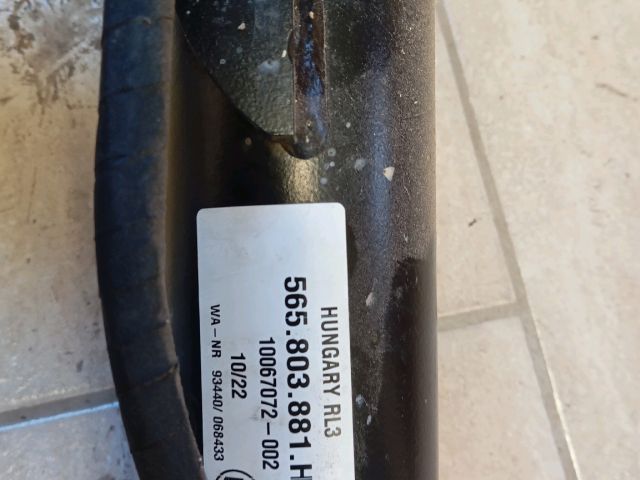 HUNGARY RL3
565.803.881.H
10067072-002
10/22
WA-NR 93440/ 068433